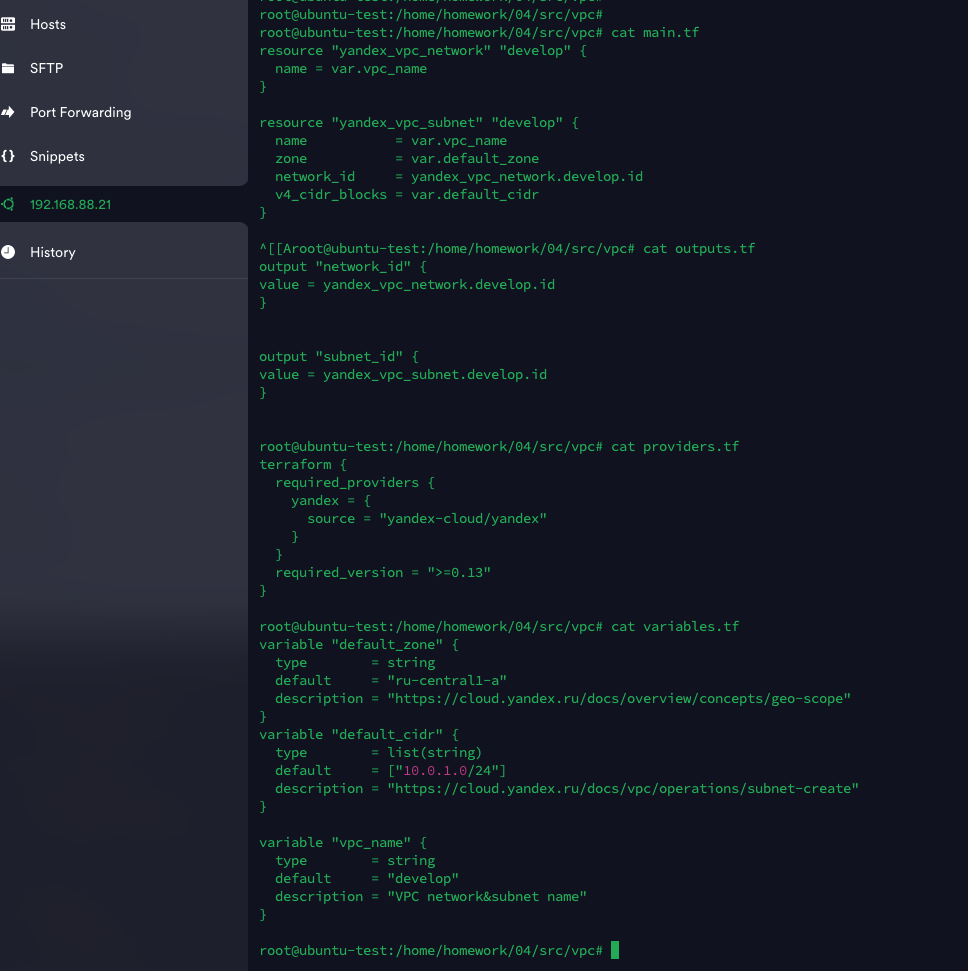 Hosts
SFTP
Port Forwarding
Snippets
192.168.88.21
History
root@ubuntu-test:/home/homework/04/src/vpc#
root@ubuntu-test:/home/homework/04/src/vpc# cat main.tf
resource "yandex_vpc_network" "develop" {
  name = var.vpc_name
}

resource "yandex_vpc_subnet" "develop" {
  name           = var.vpc_name
  zone           = var.default_zone
  network_id     = yandex_vpc_network.develop.id
  v4_cidr_blocks = var.default_cidr
}

^[[Aroot@ubuntu-test:/home/homework/04/src/vpc# cat outputs.tf
output "network_id" {
value = yandex_vpc_network.develop.id
}


output "subnet_id" {
value = yandex_vpc_subnet.develop.id
}


root@ubuntu-test:/home/homework/04/src/vpc# cat providers.tf
terraform {
  required_providers {
    yandex = {
      source = "yandex-cloud/yandex"
    }
  }
  required_version = ">=0.13"
}

root@ubuntu-test:/home/homework/04/src/vpc# cat variables.tf
variable "default_zone" {
  type        = string
  default     = "ru-central1-a"
  description = "https://cloud.yandex.ru/docs/overview/concepts/geo-scope"
}
variable "default_cidr" {
  type        = list(string)
  default     = ["10.0.1.0/24"]
  description = "https://cloud.yandex.ru/docs/vpc/operations/subnet-create"
}

variable "vpc_name" {
  type        = string
  default     = "develop"
  description = "VPC network&subnet name"
}

root@ubuntu-test:/home/homework/04/src/vpc#